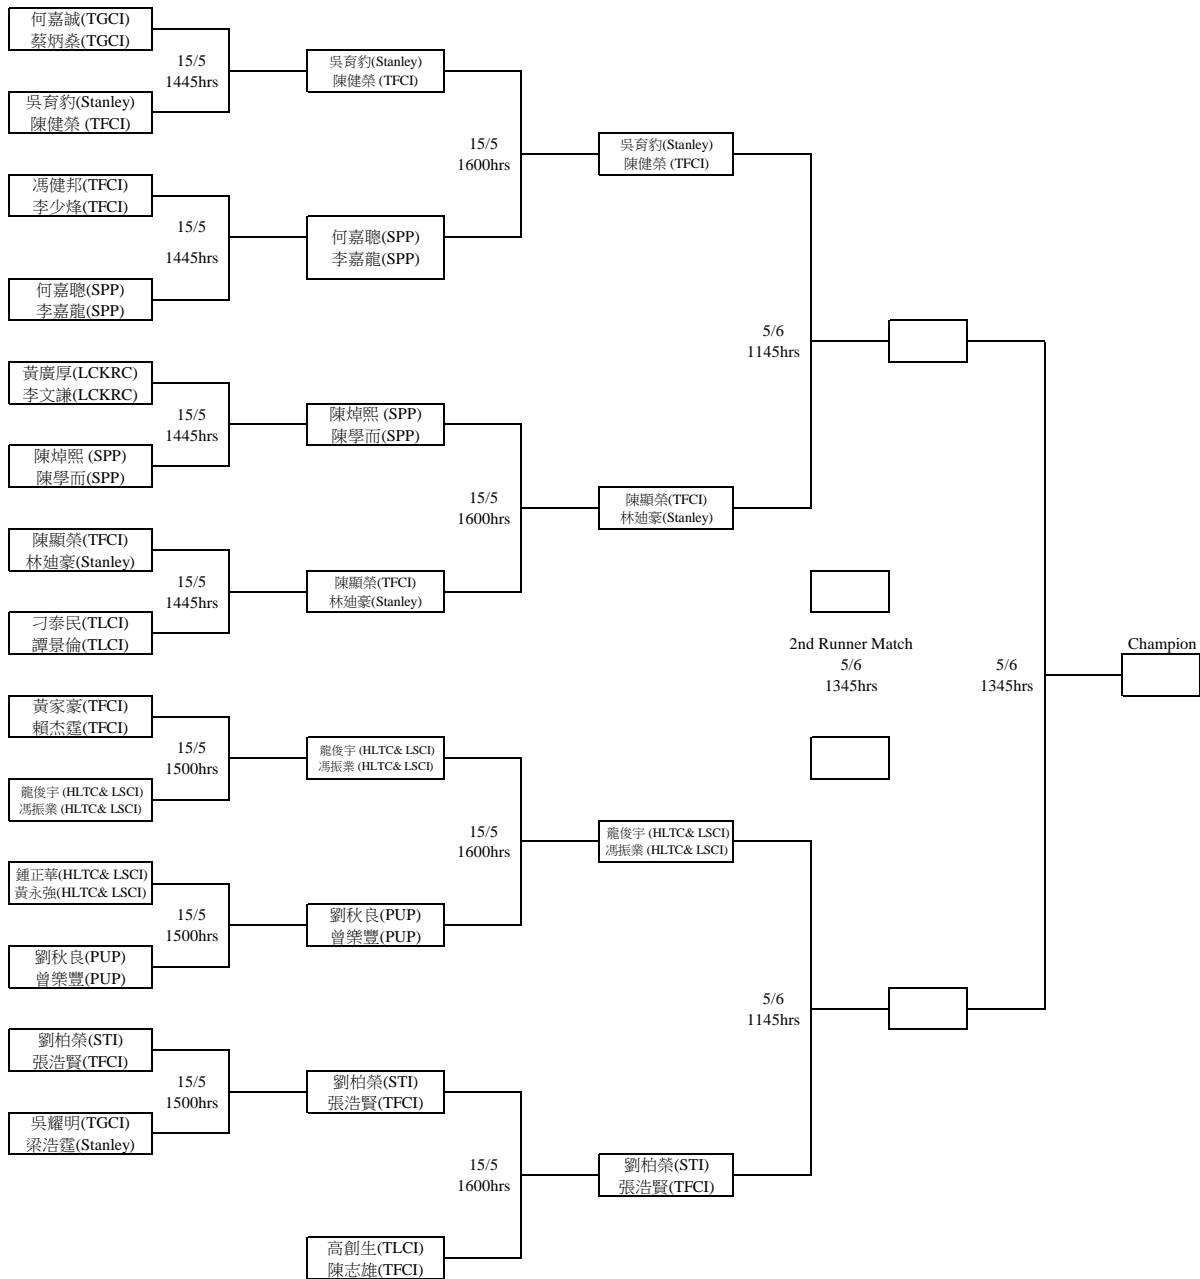 何嘉誠(TGCI)
蔡炳燊(TGCI)
15/5
1445hrs
吳育豹(Stanley)
陳健榮 (TFCI)
吳育豹(Stanley)
陳健榮 (TFCI)
15/5
1600hrs
吳育豹(Stanley)
陳健榮 (TFCI)
馮健邦(TFCI)
李少烽(TFCI)
15/5
1445hrs
何嘉聰(SPP)
李嘉龍(SPP)
何嘉聰(SPP)
李嘉龍(SPP)
5/6
1145hrs
黃廣厚(LCKRC)
李文謙(LCKRC)
15/5
1445hrs
陳焯熙 (SPP)
陳學而(SPP)
陳焯熙 (SPP)
陳學而(SPP)
15/5
1600hrs
陳顯榮(TFCI)
林廸豪(Stanley)
陳顯榮(TFCI)
林廸豪(Stanley)
15/5
1445hrs
陳顯榮(TFCI)
林廸豪(Stanley)
刁泰民(TLCI)
譚景倫(TLCI)
2nd Runner Match
5/6
1345hrs
5/6
1345hrs
Champion
黃家豪(TFCI)
賴杰霆(TFCI)
15/5
1500hrs
龍俊宇 (HLTC& LSCI)
馮振業 (HLTC& LSCI)
龍俊宇 (HLTC& LSCI)
馮振業 (HLTC& LSCI)
15/5
1600hrs
龍俊宇 (HLTC& LSCI)
馮振業 (HLTC& LSCI)
鍾正華(HLTC& LSCI)
黃永強(HLTC& LSCI)
15/5
1500hrs
劉秋良(PUP)
曾樂豐(PUP)
劉秋良(PUP)
曾樂豐(PUP)
5/6
1145hrs
劉柏榮(STI)
張浩賢(TFCI)
15/5
1500hrs
劉柏榮(STI)
張浩賢(TFCI)
吳耀明(TGCI)
梁浩霆(Stanley)
15/5
1600hrs
劉柏榮(STI)
張浩賢(TFCI)
高創生(TLCI)
陳志雄(TFCI)